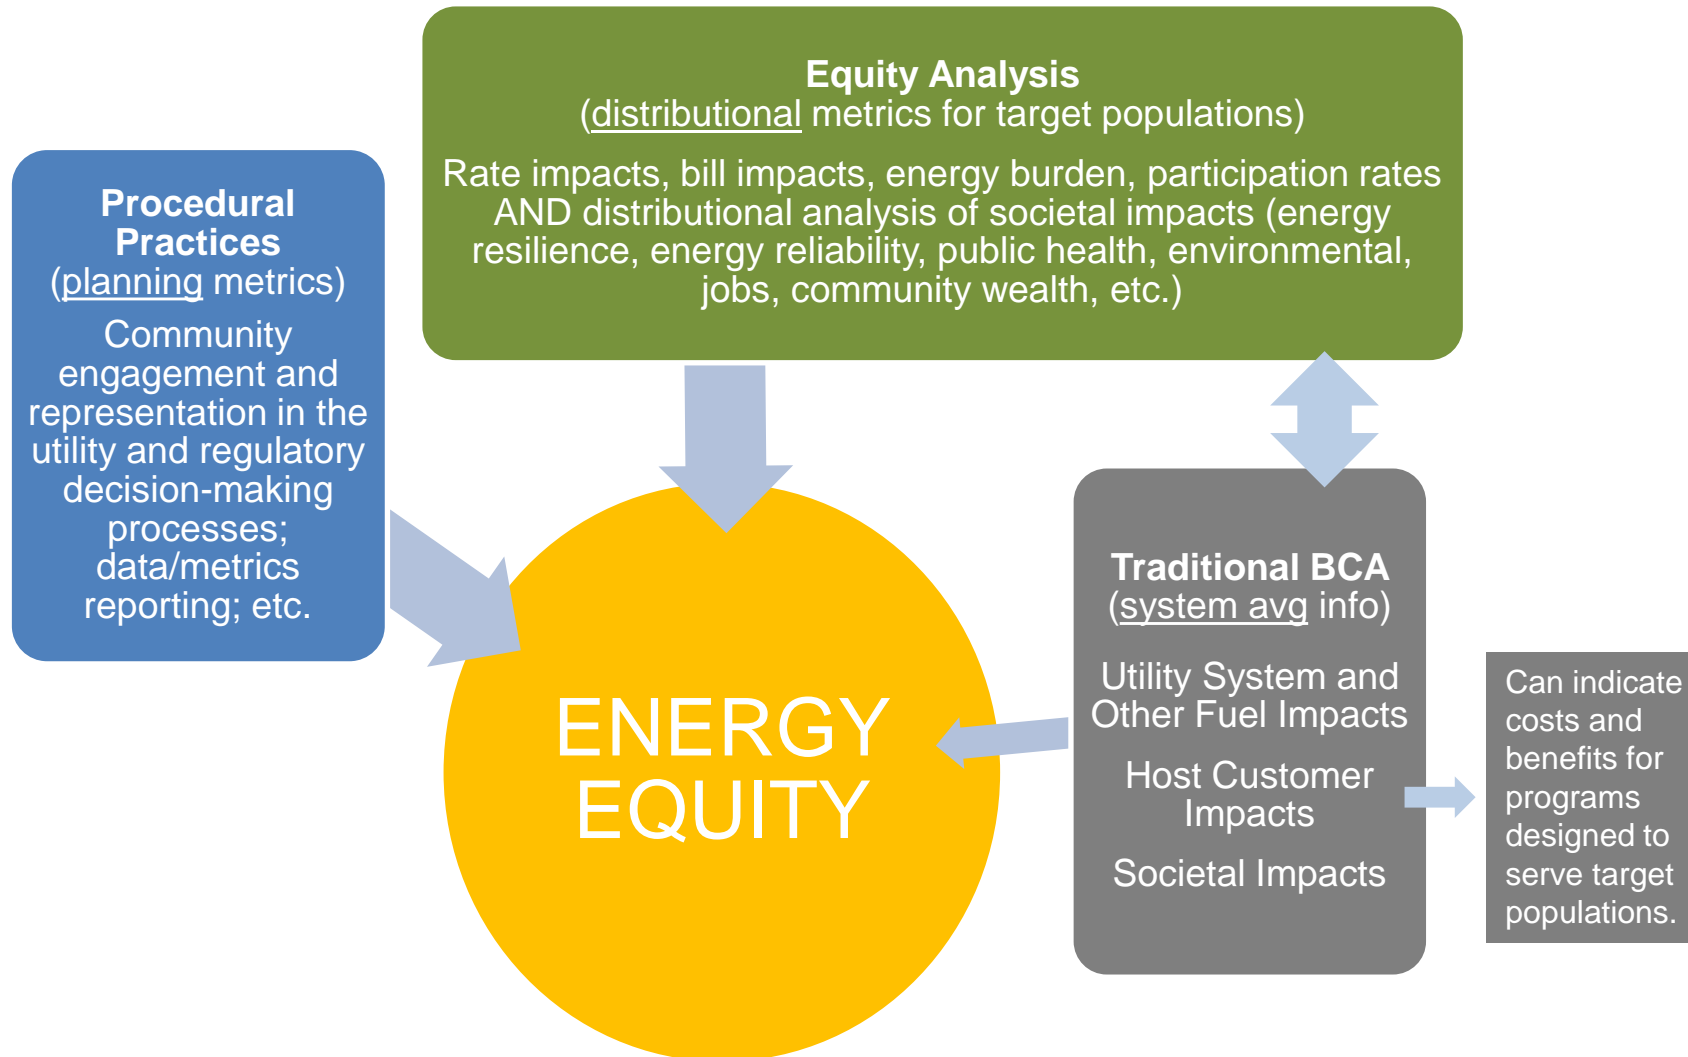 Equity Analysis
(distributional metrics for target populations)
Rate impacts, bill impacts, energy burden, participation rates
AND distributional analysis of societal impacts (energy
resilience, energy reliability, public health, environmental,
jobs, community wealth, etc.)
Procedural
Practices
(planning metrics)
Community
engagement and
representation in the
utility and regulatory
decision-making
processes;
data/metrics
reporting; etc.
ENERGY
EQUITY
Traditional BCA
(system avg info)
Utility System and
Other Fuel Impacts
Host Customer
Impacts
Societal Impacts
Can indicate
costs and
benefits for
programs
designed to
serve target
populations.